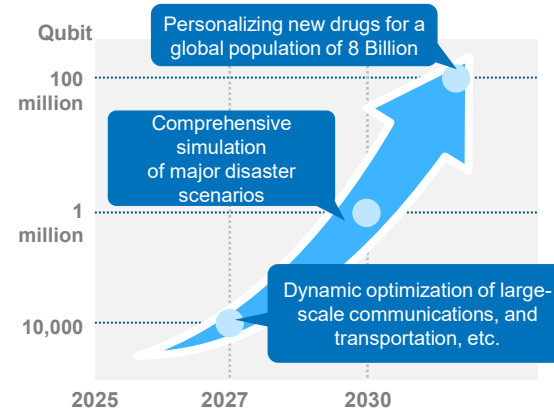 Qubit
Personalizing new drugs for a
global population of 8 Billion
100
million
Comprehensive
simulation
of major disaster
scenarios
1
million
Dynamic optimization of large-
scale communications, and
transportation, etc.
10,000
2025
2027
2030